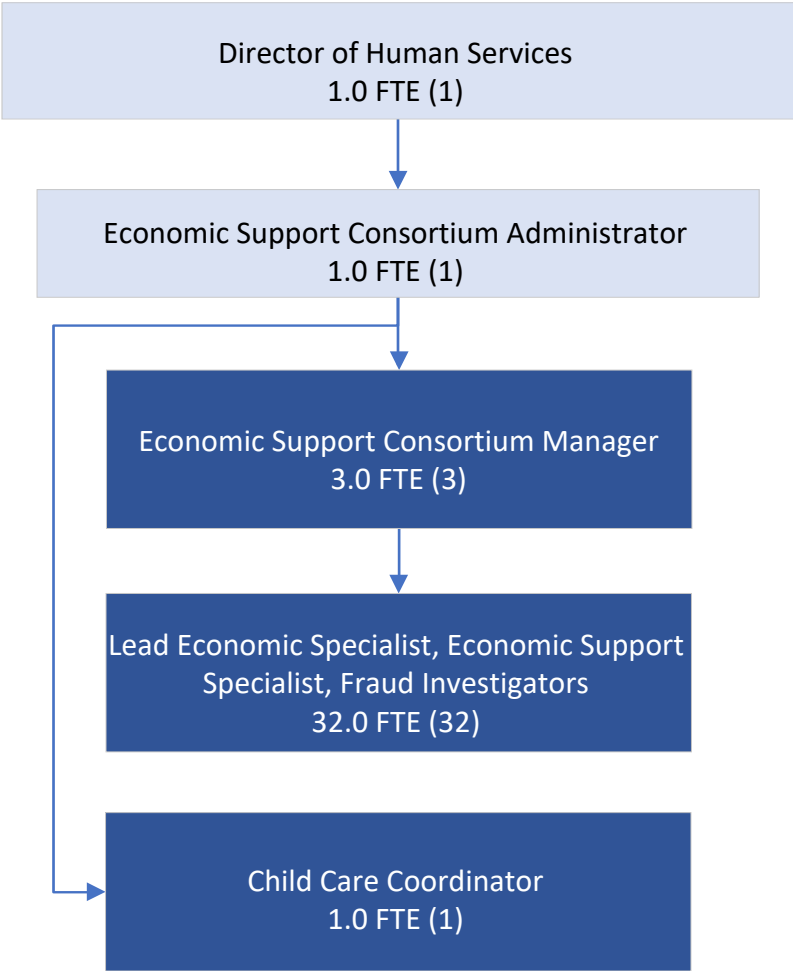 Director of Human Services
1.0 FTE (1)
Economic Support Consortium Administrator
1.0 FTE (1)
Economic Support Consortium Manager
3.0 FTE (3)
Lead Economic Specialist, Economic Support
Specialist, Fraud Investigators
32.0 FTE (32)
Child Care Coordinator
1.0 FTE (1)